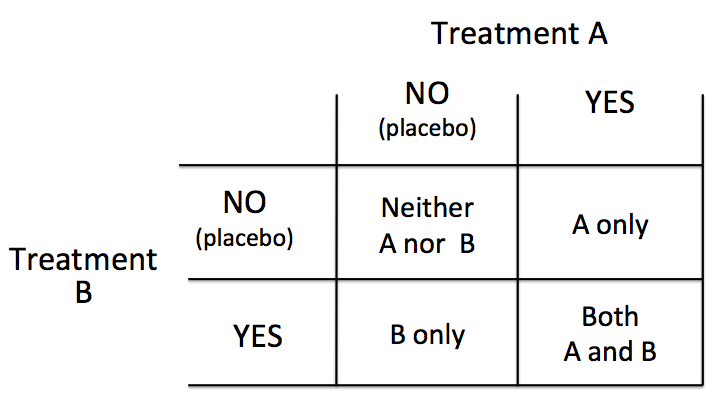 Treatment A
NO
(placebo)
YES
NO
(placebo)
Neither
A nor B
A only
Treatment
B
YES
B only
Both
A and B